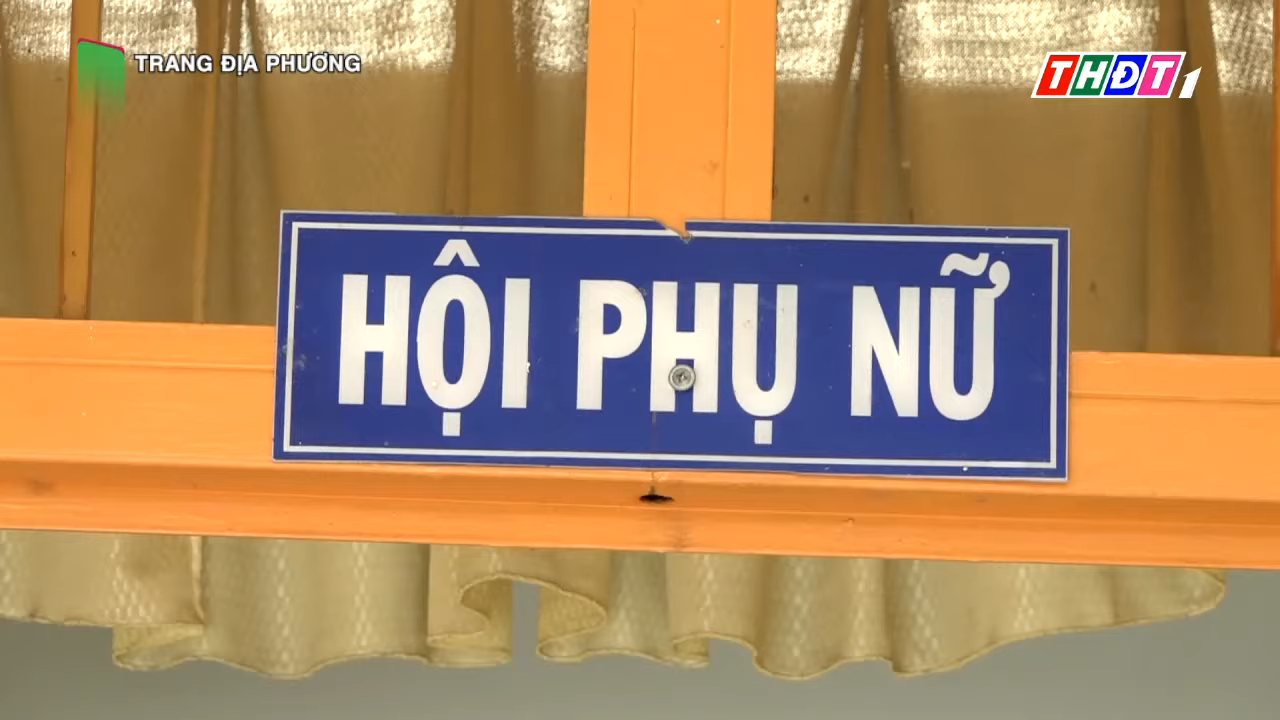 TRANG ĐỊA PHƯƠNG
THĐT1
HỘI PHỤ NỮ